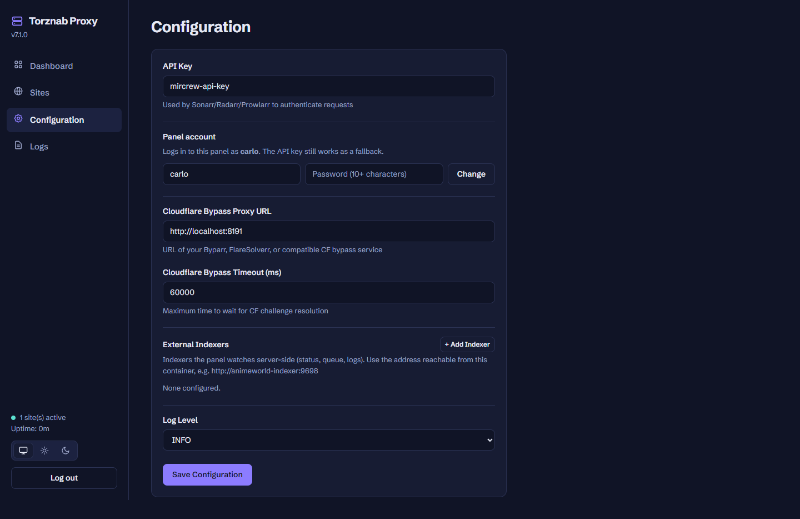 Torznab Proxy
v7.1.0
Dashboard
Sites
Configuration
Logs
1 site(s) active
Uptime: 0m
Log out
Configuration
API Key
mircrew-api-key
Used by Sonarr/Radarr/Prowlarr to authenticate requests
Panel account
Logs in to this panel as carlo. The API key still works as a fallback.
carlo
Password (10+ characters)
Change
Cloudflare Bypass Proxy URL
http://localhost:8191
URL of your Byparr, FlareSolverr, or compatible CF bypass service
Cloudflare Bypass Timeout (ms)
60000
Maximum time to wait for CF challenge resolution
External Indexers
+ Add Indexer
Indexers the panel watches server-side (status, queue, logs). Use the address reachable from this
container, e.g. http://animeworld-indexer:9698
None configured.
Log Level
INFO
Save Configuration